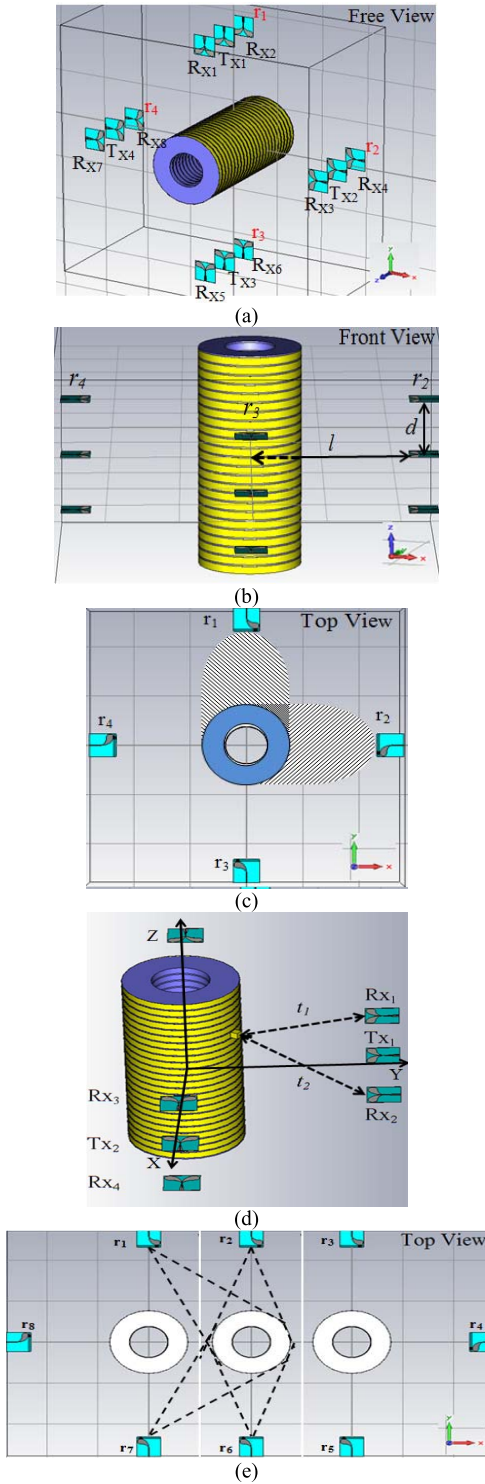 Free View
r1
RX1 TX1 RX2
r4
RX7 TX4 RX8
r2
RX3 TX2 RX4
r3
RX5 TX3 RX6
y
z x
(a)
Front View
r4 r2
r3
d
l
z
x
(b)
Top View
r1
r4 r2
r3
y
x
(c)
Z
t1 Rx1
Tx1
Y
t2
Rx2
Rx3
Tx2
X
Rx4
(d)
r1 r2 r3 Top View
r8 r4
r7 r6 r5
(e)